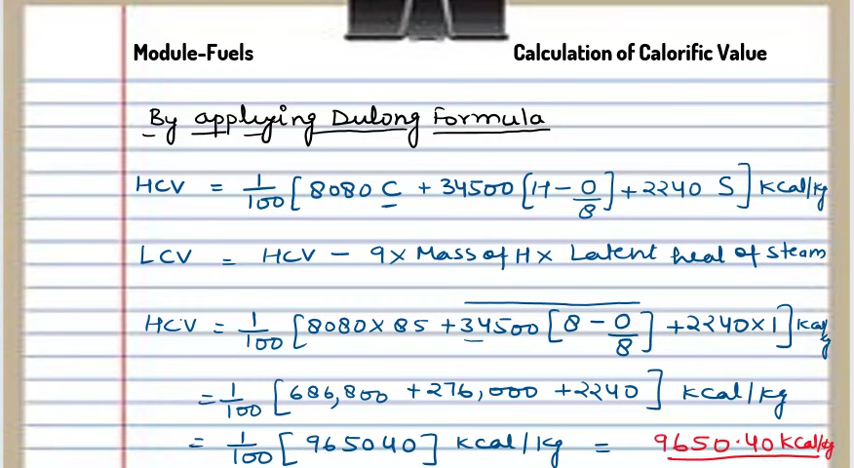 Module-Fuels Calculation of Calorific Value
By applying Dulong Formula
HCV = 1/100 [8080 C + 34500 [H - O/8] + 2240 S] Kcal/kg
LCV = HCV - 9 x Mass of H x Latent heat of steam
HCV = 1/100 [8080 x 85 + 34500 [8 - 0/8] + 2240 x 1] kcal/kg
= 1/100 [686,800 + 276,000 + 2240] kcal/kg
= 1/100 [965040] kcal/kg = 9650.40 kcal/kg